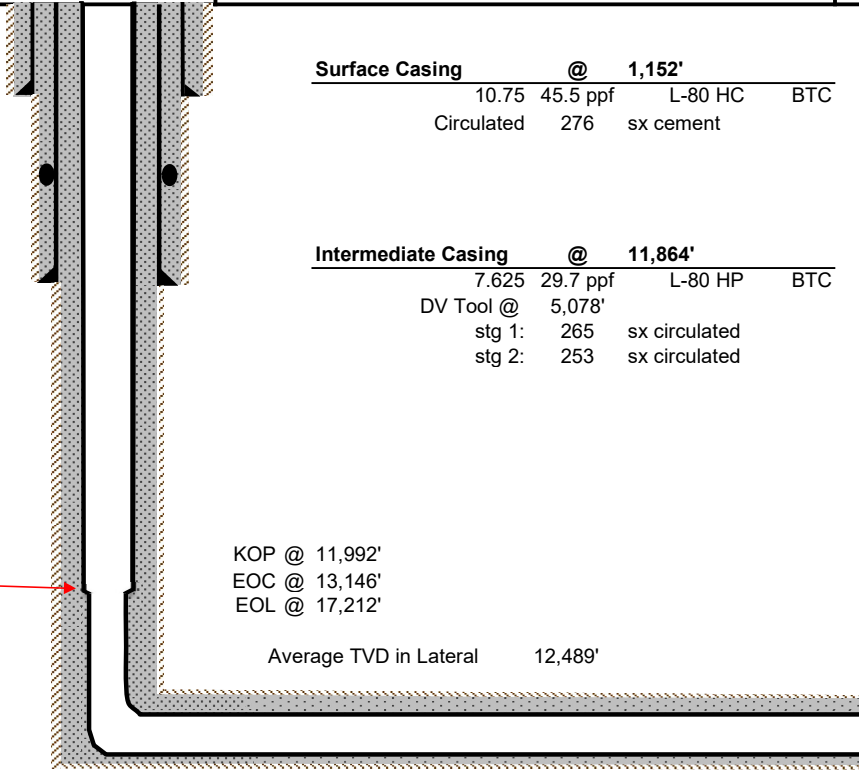 Surface Casing @ 1,152'
10.75 45.5 ppf L-80 HC BTC
Circulated 276 sx cement
Intermediate Casing @ 11,864'
7.625 29.7 ppf L-80 HP BTC
DV Tool @ 5,078'
stg 1: 265 sx circulated
stg 2: 253 sx circulated
KOP @ 11,992'
EOC @ 13,146'
EOL @ 17,212'
Average TVD in Lateral 12,489'